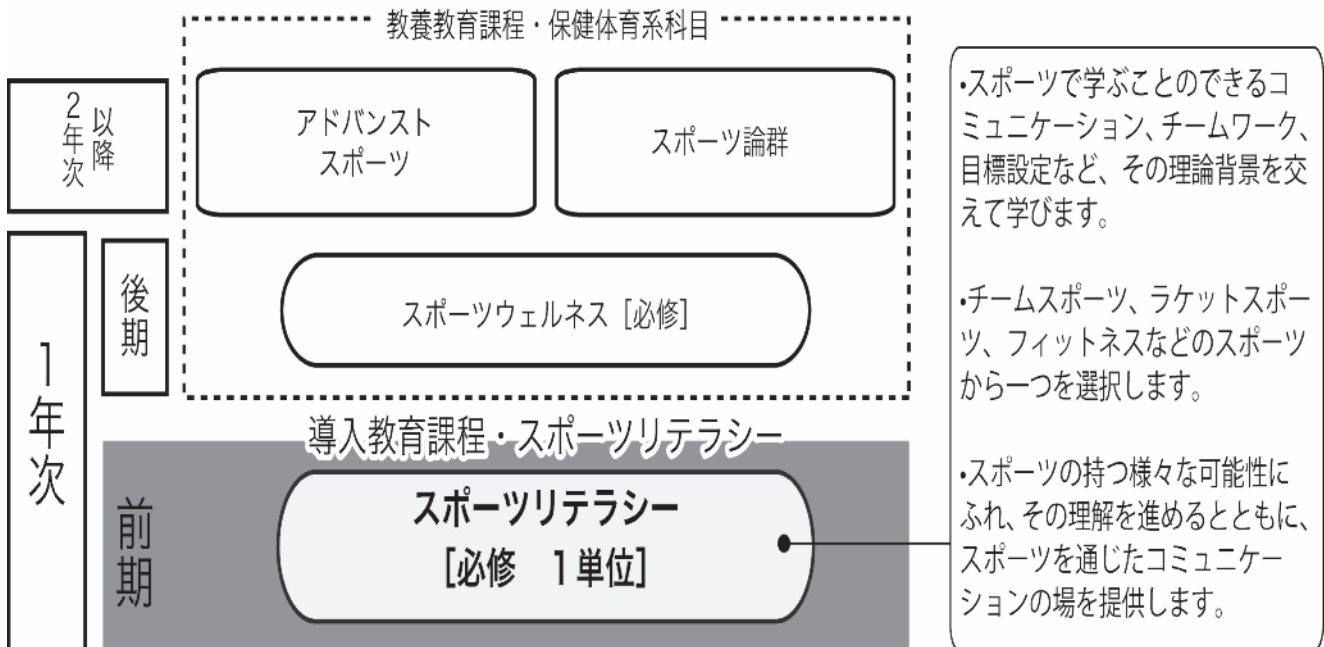 教養教育課程・保健体育系科目
2年次
以降
アドバンスト
スポーツ
スポーツ論群
1年次
後期
スポーツウェルネス［必修］
導入教育課程・スポーツリテラシー
前期
スポーツリテラシー
［必修　1単位］
•スポーツで学ぶことのできるコ
ミュニケーション、チームワーク、
目標設定など、その理論背景を交
えて学びます。
•チームスポーツ、ラケットスポー
ツ、フィットネスなどのスポーツ
から一つを選択します。
•スポーツの持つ様々な可能性に
ふれ、その理解を進めるとともに、
スポーツを通じたコミュニケー
ションの場を提供します。